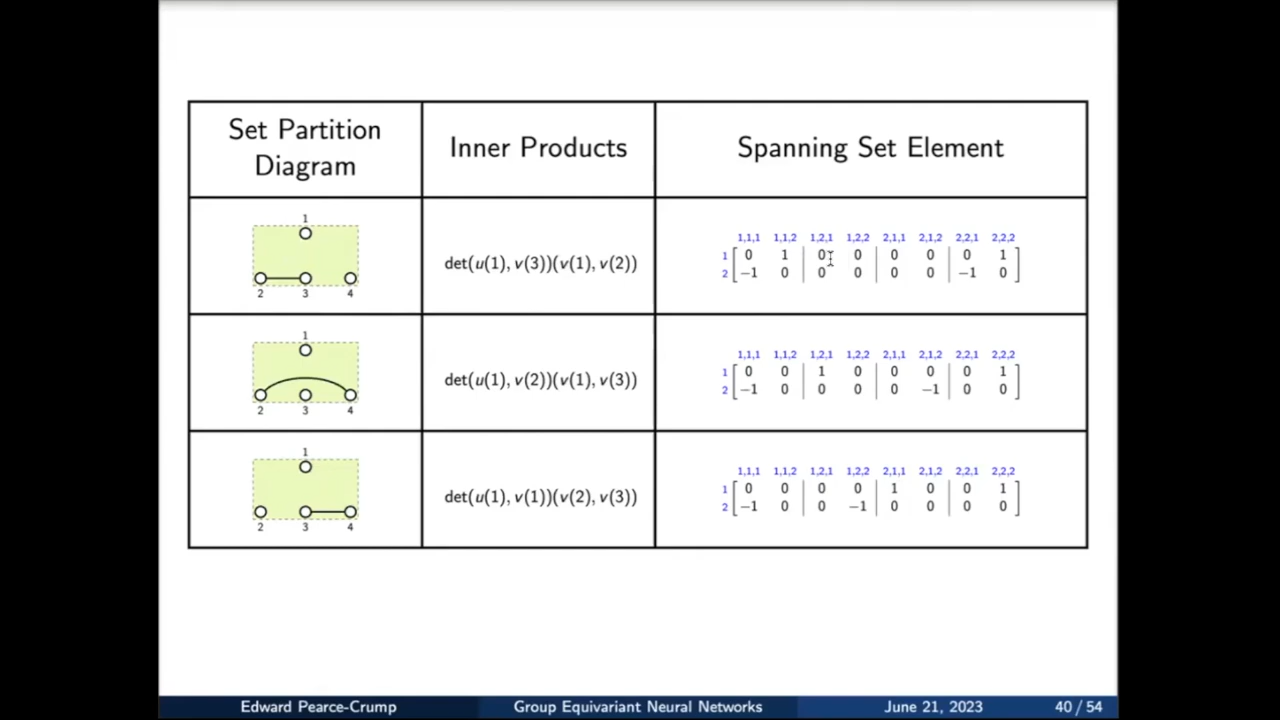 Set Partition
Diagram
Inner Products
Spanning Set Element
1
2 3 4
det(u(1), v(3))(v(1), v(2))
1,1,1 1,1,2 1,2,1 1,2,2 2,1,1 2,1,2 2,2,1 2,2,2
1 [ 0 1 | 0 0 | 0 0 | 0 1 ]
2 [ −1 0 | 0 0 | 0 0 | −1 0 ]
1
2 3 4
det(u(1), v(2))(v(1), v(3))
1,1,1 1,1,2 1,2,1 1,2,2 2,1,1 2,1,2 2,2,1 2,2,2
1 [ 0 0 | 1 0 | 0 0 | 0 1 ]
2 [ −1 0 | 0 0 | 0 −1 | 0 0 ]
1
2 3 4
det(u(1), v(1))(v(2), v(3))
1,1,1 1,1,2 1,2,1 1,2,2 2,1,1 2,1,2 2,2,1 2,2,2
1 [ 0 0 | 0 0 | 1 0 | 0 1 ]
2 [ −1 0 | 0 −1 | 0 0 | 0 0 ]
Edward Pearce-Crump Group Equivariant Neural Networks June 21, 2023 40 / 54